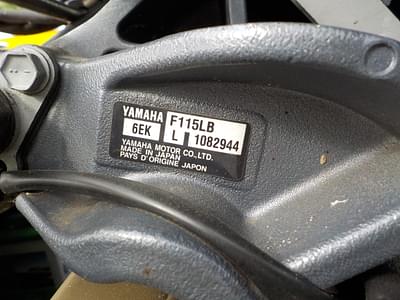 YAMAHA F115LB
6EK L 1082944
YAMAHA MOTOR CO.,LTD.
MADE IN JAPAN
PAYS D'ORIGINE JAPON